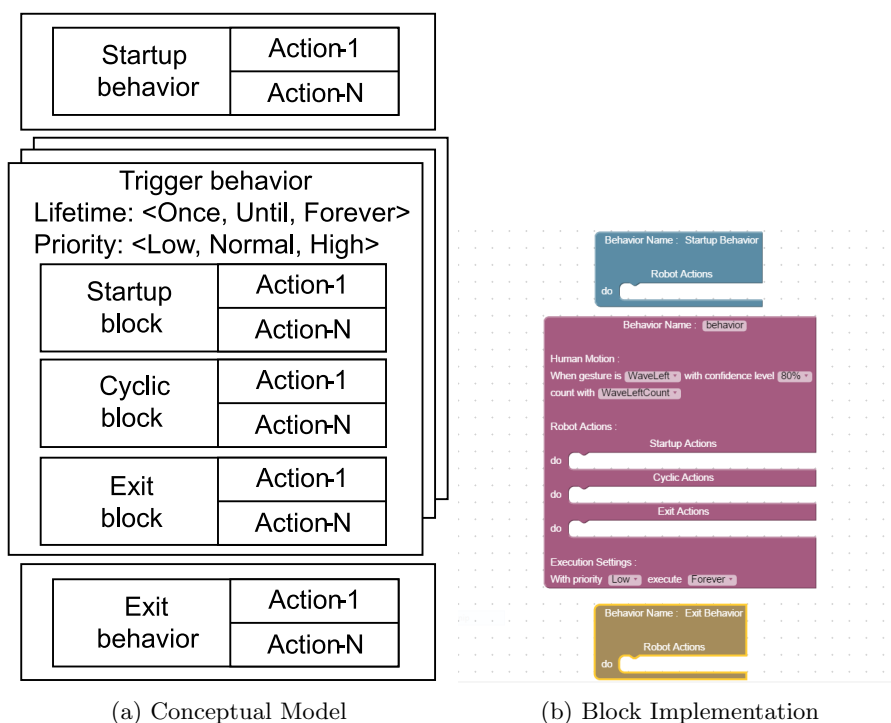 Startup behavior
Action-1
Action-N
Trigger behavior
Lifetime: <Once, Until, Forever>
Priority: <Low, Normal, High>
Startup block
Action-1
Action-N
Cyclic block
Action-1
Action-N
Exit block
Action-1
Action-N
Exit behavior
Action-1
Action-N
(a) Conceptual Model
Behavior Name : Startup Behavior
Robot Actions
do
Behavior Name : behavior
Human Motion :
When gesture is WaveLeft with confidence level 80%
count with WaveLeftCount
Robot Actions :
Startup Actions
do
Cyclic Actions
do
Exit Actions
do
Execution Settings :
With priority Low execute Forever
Behavior Name : Exit Behavior
Robot Actions
do
(b) Block Implementation